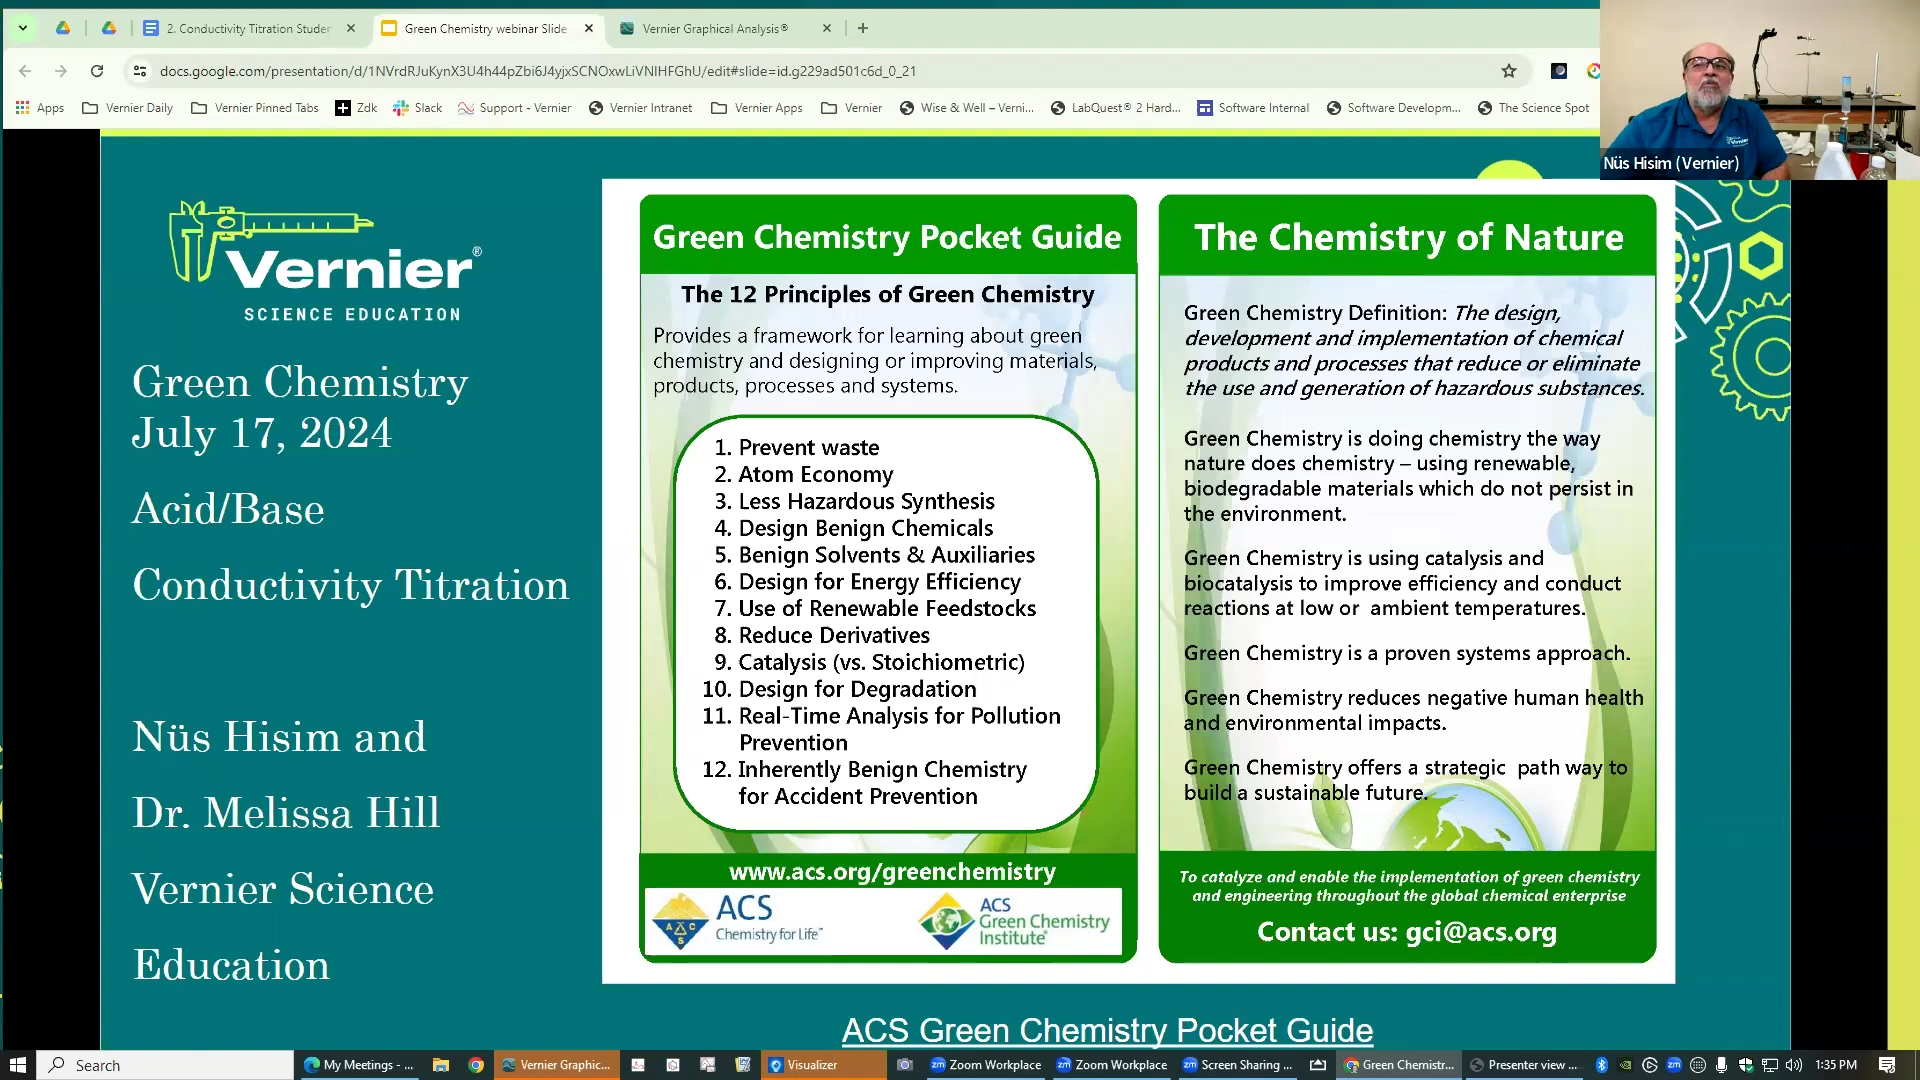 2. Conductivity Titration Studen
Green Chemistry webinar Slide
Vernier Graphical Analysis®
docs.google.com/presentation/d/1NVrdRJuKynX3U4h44pZbi6J4yjxSCNOxwLiVNIHFGhU/edit#slide=id.g229ad501c6d_0_21
Apps
Vernier Daily
Vernier Pinned Tabs
Zdk
Slack
Support - Vernier
Vernier Intranet
Vernier Apps
Vernier
Wise & Well – Verni...
LabQuest® 2 Hard...
Software Internal
Software Developm...
The Science Spot
Vernier
Nüs Hisim (Vernier)
Vernier®
SCIENCE EDUCATION
Green Chemistry
July 17, 2024
Acid/Base
Conductivity Titration
Nüs Hisim and
Dr. Melissa Hill
Vernier Science
Education
Green Chemistry Pocket Guide
The 12 Principles of Green Chemistry
Provides a framework for learning about green
chemistry and designing or improving materials,
products, processes and systems.
1. Prevent waste
2. Atom Economy
3. Less Hazardous Synthesis
4. Design Benign Chemicals
5. Benign Solvents & Auxiliaries
6. Design for Energy Efficiency
7. Use of Renewable Feedstocks
8. Reduce Derivatives
9. Catalysis (vs. Stoichiometric)
10. Design for Degradation
11. Real-Time Analysis for Pollution
Prevention
12. Inherently Benign Chemistry
for Accident Prevention
www.acs.org/greenchemistry
ACS
Chemistry for Life™
ACS
Green Chemistry
Institute®
The Chemistry of Nature
Green Chemistry Definition: The design,
development and implementation of chemical
products and processes that reduce or eliminate
the use and generation of hazardous substances.
Green Chemistry is doing chemistry the way
nature does chemistry – using renewable,
biodegradable materials which do not persist in
the environment.
Green Chemistry is using catalysis and
biocatalysis to improve efficiency and conduct
reactions at low or ambient temperatures.
Green Chemistry is a proven systems approach.
Green Chemistry reduces negative human health
and environmental impacts.
Green Chemistry offers a strategic path way to
build a sustainable future.
To catalyze and enable the implementation of green chemistry
and engineering throughout the global chemical enterprise
Contact us: gci@acs.org
ACS Green Chemistry Pocket Guide
Search
My Meetings - ...
Vernier Graphic...
Visualizer
Zoom Workplace
Zoom Workplace
Screen Sharing ...
Green Chemistr...
Presenter view ...
1:35 PM